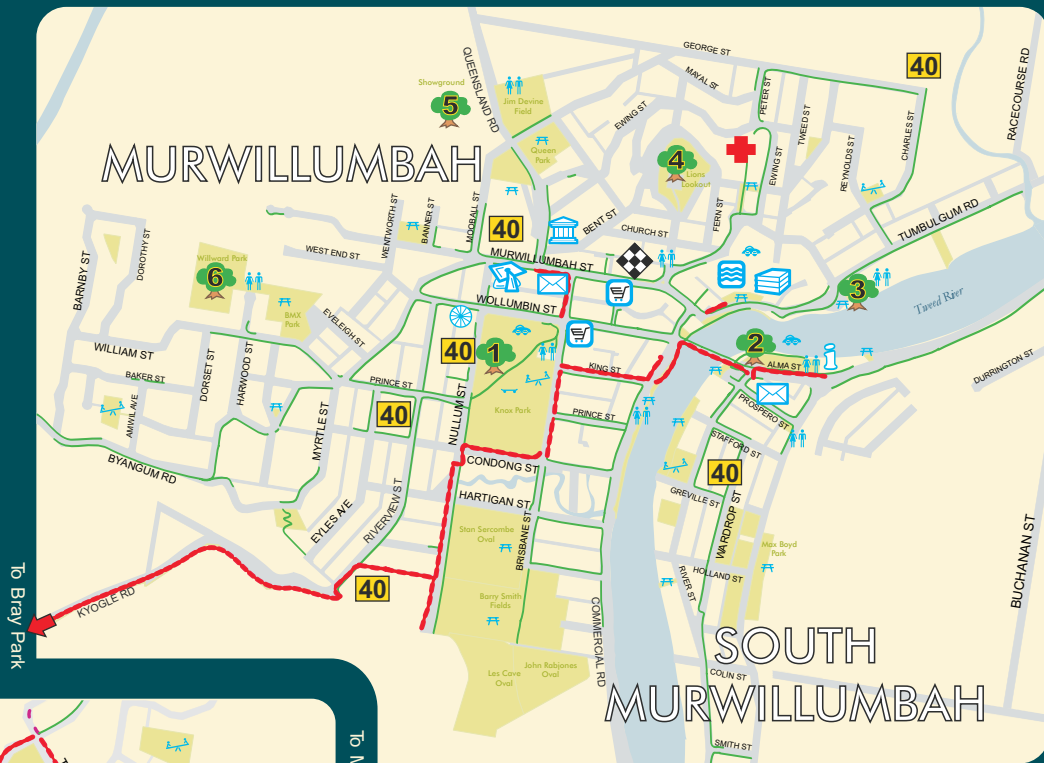 GEORGE ST
MAYAL ST
40
QUEENSLAND RD
RACECOURSE RD
Showground
5
Jim Devine
Field
PETER ST
TWEED ST
EWING ST
CHARLES ST
REYNOLDS ST
MURWILLUMBAH
Queen
Park
4
Lions
Lookout
EWING ST
WENTWORTH ST
BANNER ST
MOOBALL ST
40
BENT ST
CHURCH ST
FERN ST
TUMBULGUM RD
DOROTHY ST
BARNBY ST
WEST END ST
MURWILLUMBAH ST
Willward Park
6
3
Tweed River
WOLLUMBIN ST
BMX
Park
EVELEIGH ST
40
1
2
i
WILLIAM ST
BAKER ST
DORSET ST
HARWOOD ST
PRINCE ST
KING ST
ALMA ST
DURRINGTON ST
AMWIL AVE
MYRTLE ST
40
NULLUM ST
Knox Park
PRINCE ST
PROSPERO ST
STAFFORD ST
BYANGUM RD
CONDONG ST
40
EYLES AVE
RIVERVIEW ST
HARTIGAN ST
GREVILLE ST
WARDROP ST
Stan Sercombe
Oval
BRISBANE ST
Max Boyd
Park
BUCHANAN ST
To Bray Park
KYOGLE RD
40
Barry Smith
Fields
COMMERCIAL RD
RIVER ST
HOLLAND ST
SOUTH
MURWILLUMBAH
Les Cave
Oval
John Rabjones
Oval
COLIN ST
SMITH ST